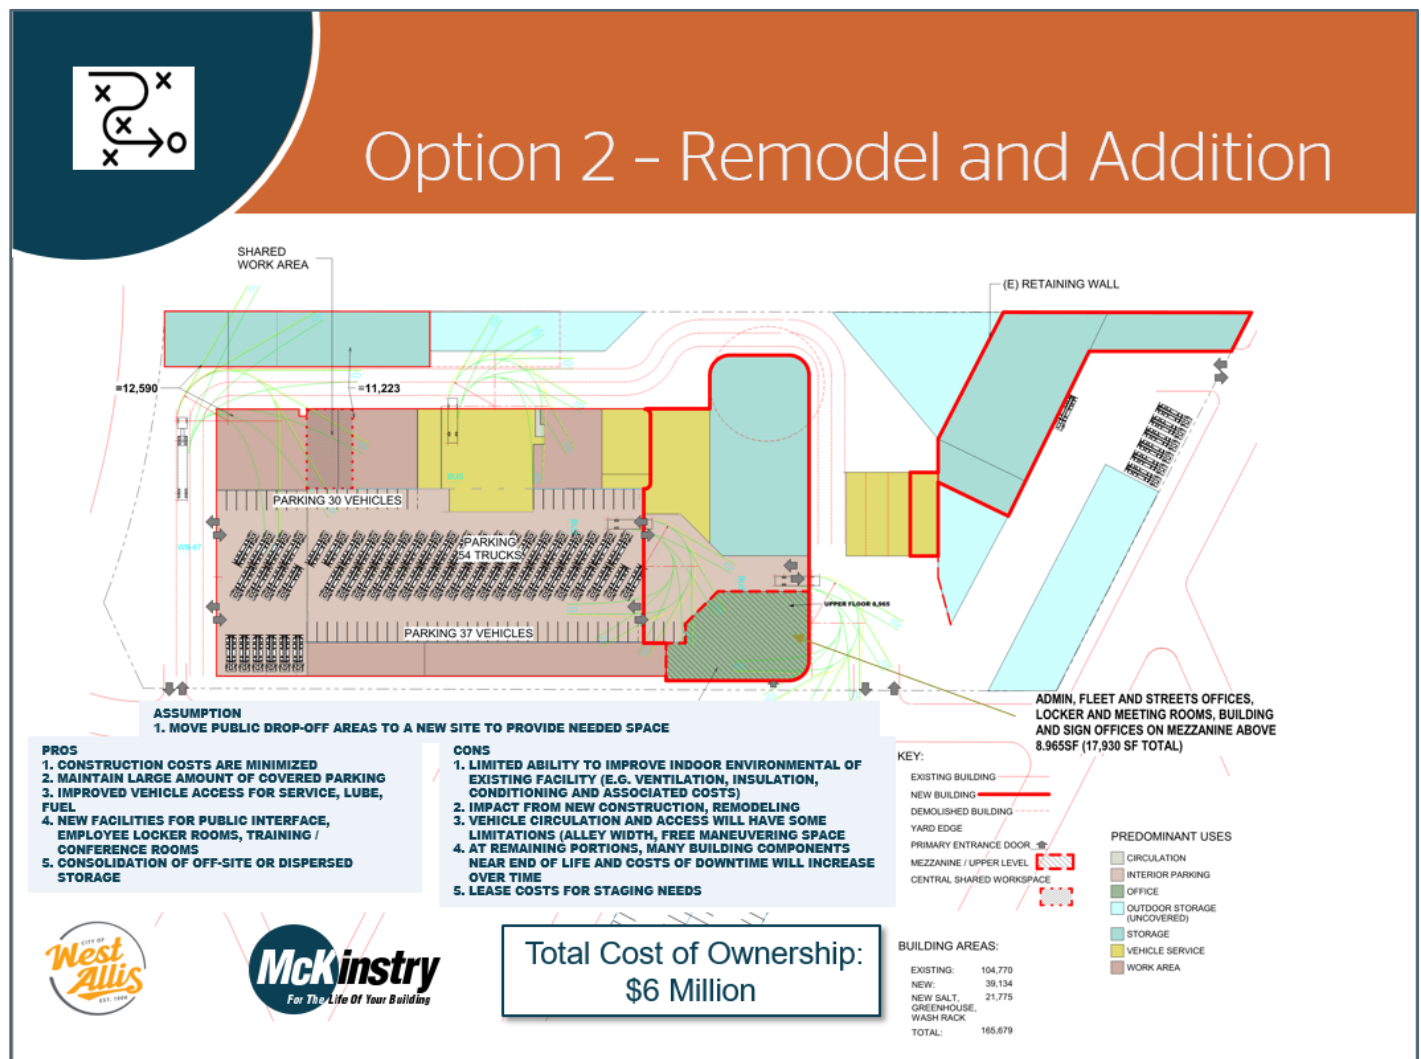 Option 2 – Remodel and Addition
SHARED
WORK AREA
(E) RETAINING WALL
=12,590
=11,223
BUS
PARKING 30 VEHICLES
WB-67
PARKING
54 TRUCKS
UPPER FLOOR 8,965
PARKING 37 VEHICLES
ADMIN, FLEET AND STREETS OFFICES,
LOCKER AND MEETING ROOMS, BUILDING
AND SIGN OFFICES ON MEZZANINE ABOVE
8.965SF (17,930 SF TOTAL)
ASSUMPTION
1. MOVE PUBLIC DROP-OFF AREAS TO A NEW SITE TO PROVIDE NEEDED SPACE
PROS
1. CONSTRUCTION COSTS ARE MINIMIZED
2. MAINTAIN LARGE AMOUNT OF COVERED PARKING
3. IMPROVED VEHICLE ACCESS FOR SERVICE, LUBE,
FUEL
4. NEW FACILITIES FOR PUBLIC INTERFACE,
EMPLOYEE LOCKER ROOMS, TRAINING /
CONFERENCE ROOMS
5. CONSOLIDATION OF OFF-SITE OR DISPERSED
STORAGE
CONS
1. LIMITED ABILITY TO IMPROVE INDOOR ENVIRONMENTAL OF
EXISTING FACILITY (E.G. VENTILATION, INSULATION,
CONDITIONING AND ASSOCIATED COSTS)
2. IMPACT FROM NEW CONSTRUCTION, REMODELING
3. VEHICLE CIRCULATION AND ACCESS WILL HAVE SOME
LIMITATIONS (ALLEY WIDTH, FREE MANEUVERING SPACE
4. AT REMAINING PORTIONS, MANY BUILDING COMPONENTS
NEAR END OF LIFE AND COSTS OF DOWNTIME WILL INCREASE
OVER TIME
5. LEASE COSTS FOR STAGING NEEDS
KEY:
EXISTING BUILDING
NEW BUILDING
DEMOLISHED BUILDING
YARD EDGE
PRIMARY ENTRANCE DOOR
MEZZANINE / UPPER LEVEL
CENTRAL SHARED WORKSPACE
PREDOMINANT USES
CIRCULATION
INTERIOR PARKING
OFFICE
OUTDOOR STORAGE
(UNCOVERED)
STORAGE
VEHICLE SERVICE
WORK AREA
BUILDING AREAS:
EXISTING: 104,770
NEW: 39,134
NEW SALT, 21,775
GREENHOUSE,
WASH RACK
TOTAL: 165,679
CITY OF
West
Allis
EST. 1906
McKinstry
For The Life Of Your Building
Total Cost of Ownership:
$6 Million